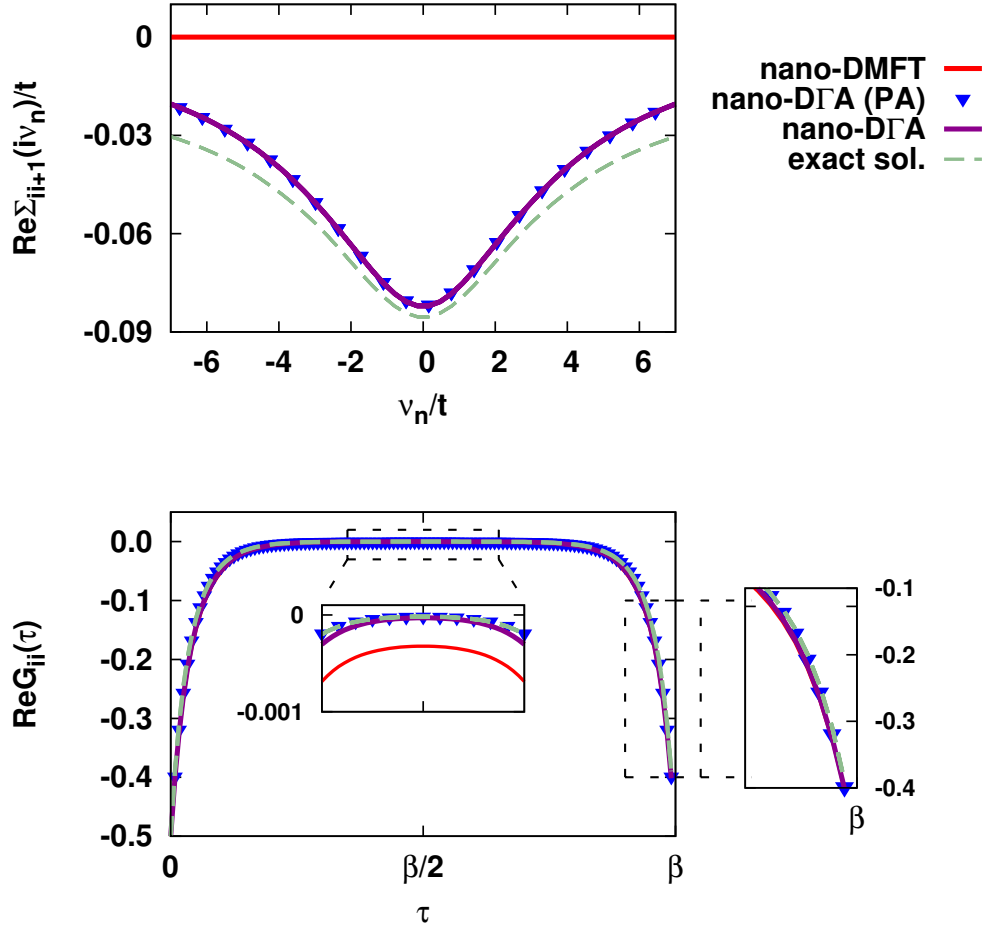 0
-0.03
-0.06
-0.09
ReΣii+1(iνn)/t
-6 -4 -2 0 2 4 6
νn/t
nano-DMFT
nano-DΓA (PA)
nano-DΓA
exact sol.
0.0
-0.1
-0.2
-0.3
-0.4
-0.5
ReGii(τ)
0 β/2 β
τ
0
-0.001
-0.1
-0.2
-0.3
-0.4
β